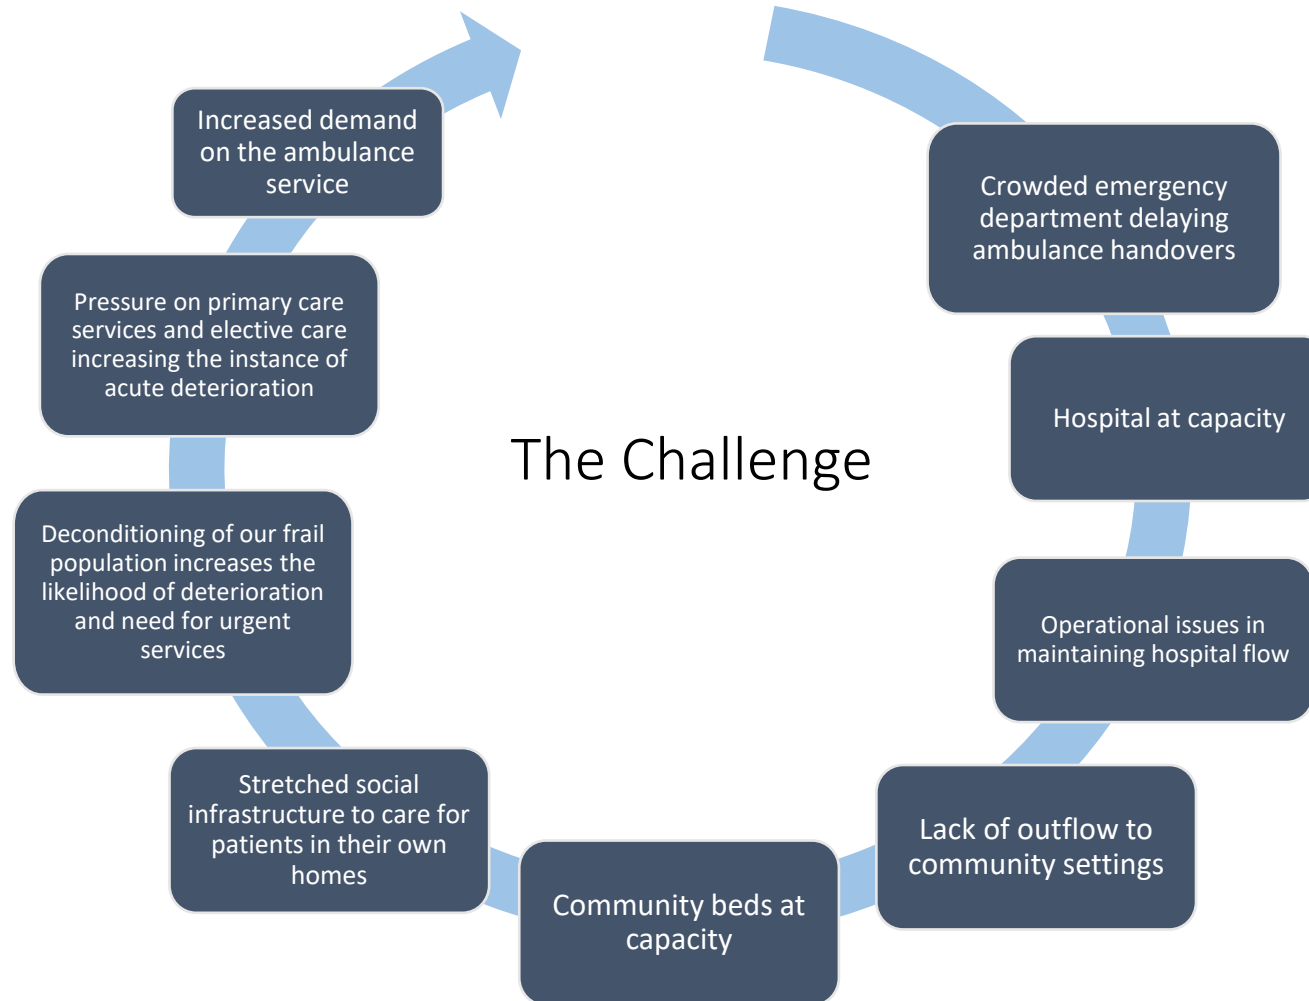 Increased demand
on the ambulance
service
Crowded emergency
department delaying
ambulance handovers
Pressure on primary care
services and elective care
increasing the instance of
acute deterioration
Hospital at capacity
The Challenge
Deconditioning of our frail
population increases the
likelihood of deterioration
and need for urgent
services
Operational issues in
maintaining hospital flow
Stretched social
infrastructure to care for
patients in their own
homes
Lack of outflow to
community settings
Community beds at
capacity